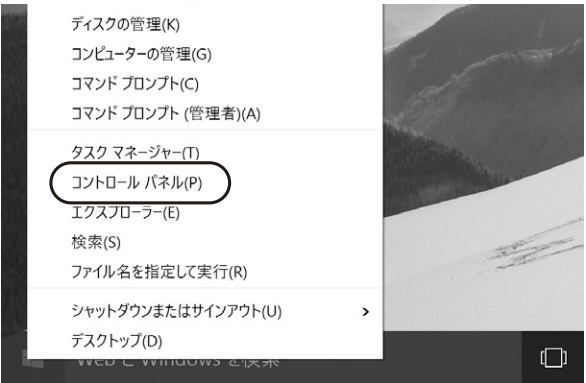 ディスクの管理(K)
コンピューターの管理(G)
コマンド プロンプト(C)
コマンド プロンプト (管理者)(A)
タスク マネージャー(T)
コントロール パネル(P)
エクスプローラー(E)
検索(S)
ファイル名を指定して実行(R)
シャットダウンまたはサインアウト(U)
デスクトップ(D)
Web と Windows を検索